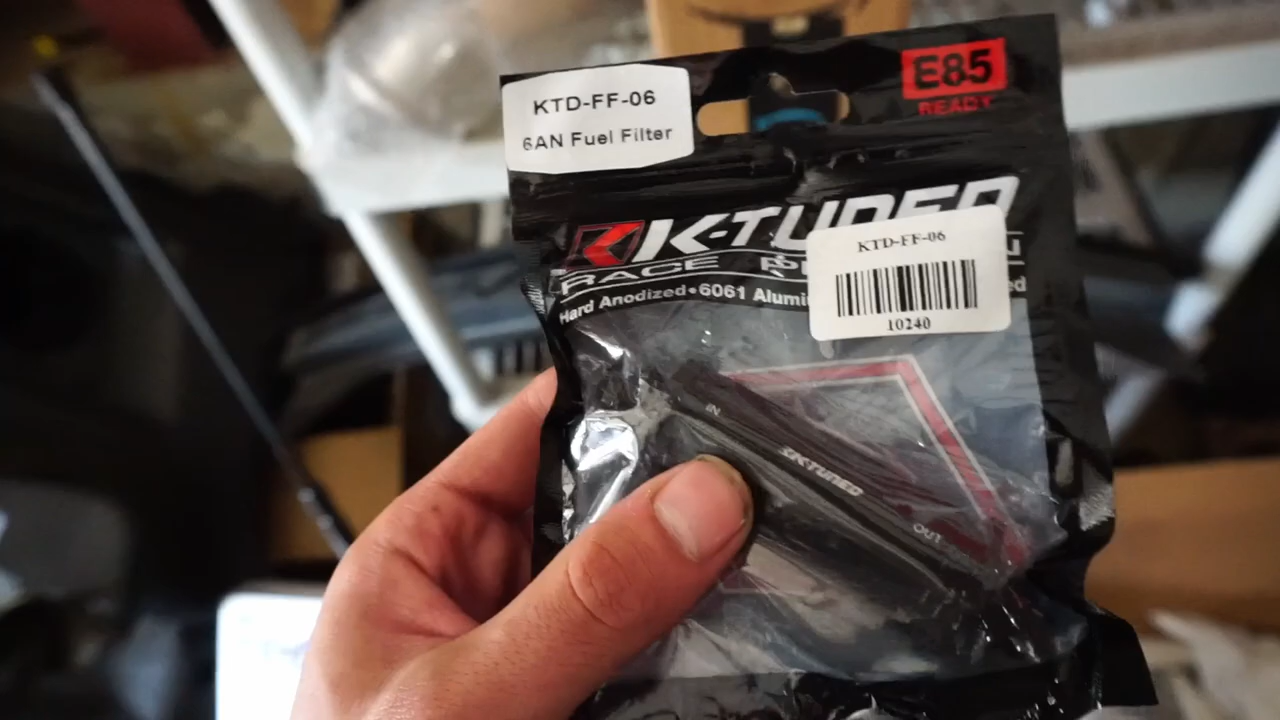 KTD-FF-06
6AN Fuel Filter
E85
READY
K-TUNED
RACE
Hard Anodized•6061
KTD-FF-06
10240
IN
K-TUNED
OUT